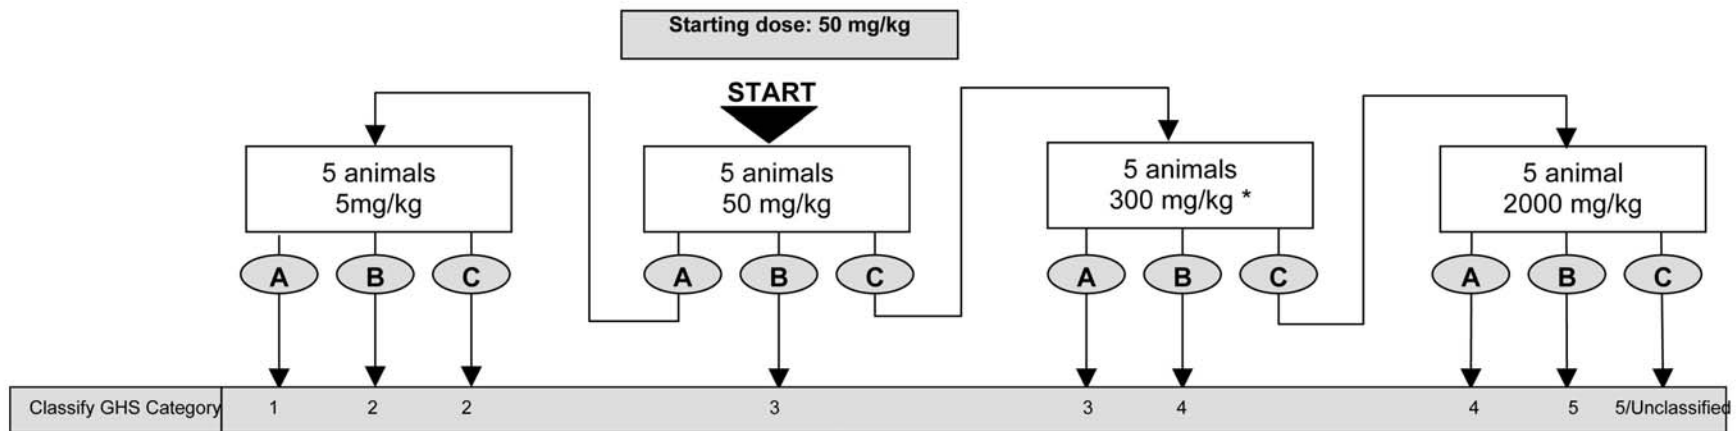 Starting dose: 50 mg/kg
START
5 animals
5mg/kg
5 animals
50 mg/kg
5 animals
300 mg/kg *
5 animal
2000 mg/kg
A B C A B C A B C A B C
Classify GHS Category 1 2 2 3 3 4 4 5 5/Unclassified